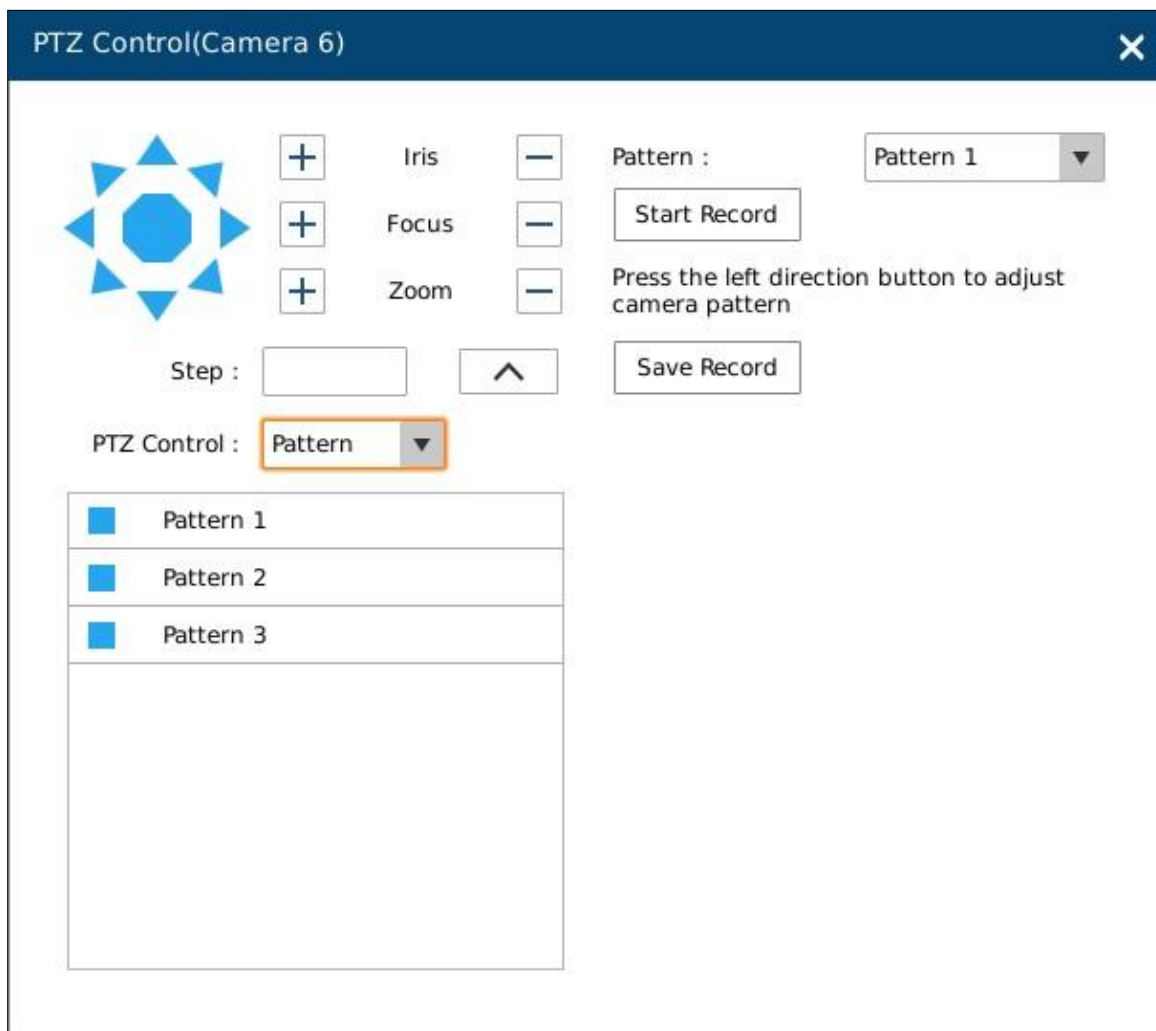 PTZ Control(Camera 6)
Iris
Focus
Zoom
Step :
PTZ Control : Pattern
Pattern 1
Pattern 2
Pattern 3
Pattern : Pattern 1
Start Record
Press the left direction button to adjust
camera pattern
Save Record